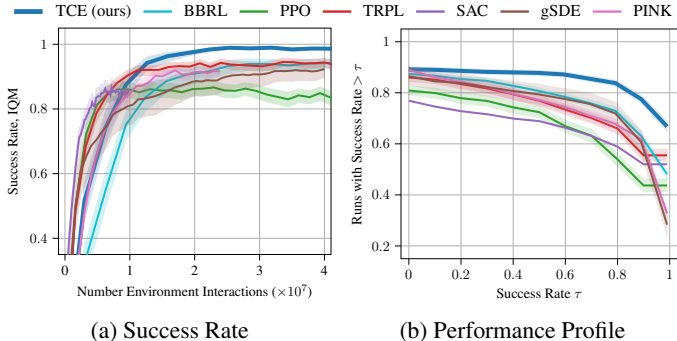 TCE (ours) BBRL PPO TRPL SAC gSDE PINK
Success Rate, IQM
1
0.8
0.6
0.4
0 1 2 3 4
Number Environment Interactions (×10⁷)
(a) Success Rate
Runs with Success Rate > τ
1
0.8
0.6
0.4
0.2
0 0.2 0.4 0.6 0.8 1
Success Rate τ
(b) Performance Profile